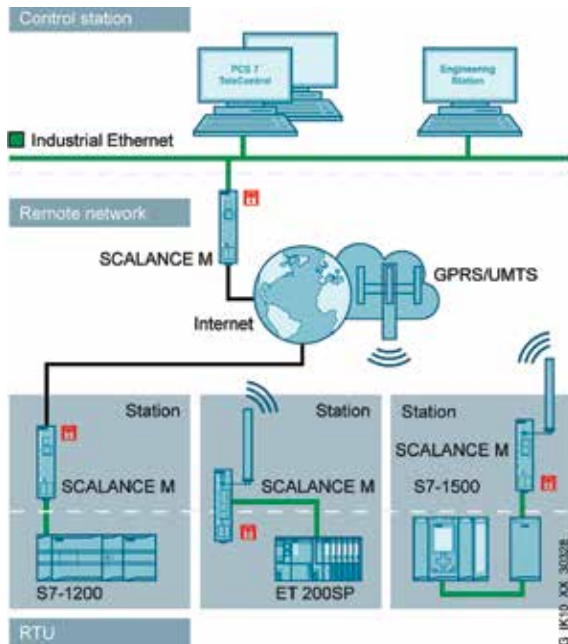 Control station
PCS 7
TeleControl
Engineering
Station
Industrial Ethernet
Remote network
SCALANCE M
GPRS/UMTS
Internet
Station
Station
Station
SCALANCE M
SCALANCE M
SCALANCE M
S7-1500
S7-1200
ET 200SP
RTU
G_IK10_XX_30328